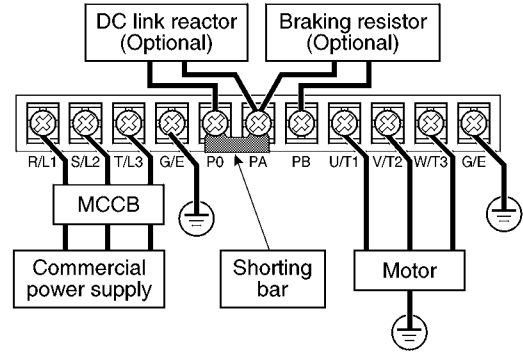 DC link reactor
(Optional)
Braking resistor
(Optional)
R/L1 S/L2 T/L3 G/E P0 PA PB U/T1 V/T2 W/T3 G/E
MCCB
Commercial
power supply
Shorting
bar
Motor